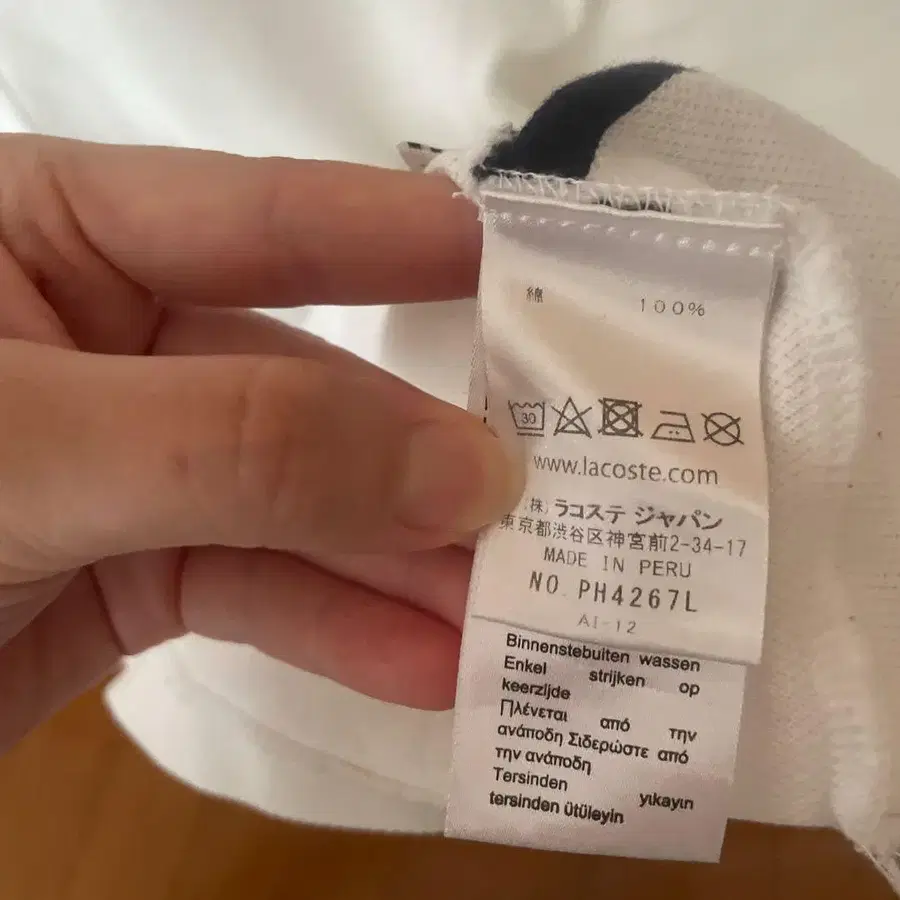 綿 100%
30
www.lacoste.com
(株) ラコステ ジャパン
東京都渋谷区神宮前2-34-17
MADE IN PERU
NO. PH4267L
AI-12
Binnenstebuiten wassen
Enkel strijken op
keerzijde
Πλένεται από την
ανάποδη Σιδερώστε από
την ανάποδη
Tersinden yıkayın
tersinden ütüleyin